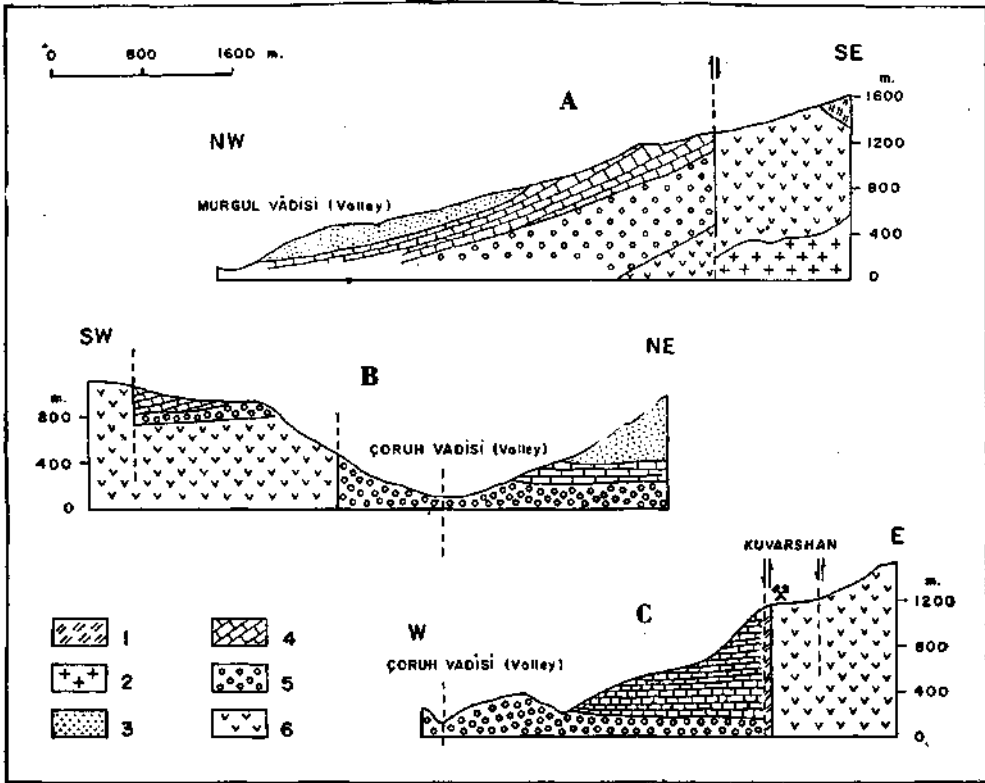 0 800 1600 m.
A
SE
m.
1600
1200
800
400
0
NW
MURGUL VÂDİSİ (Valley)
SW
B
NE
m.
800
400
0
ÇORUH VADİSİ (Valley)
KUVARSHAN
E
m.
1200
800
400
0
W
C
ÇORUH VADİSİ (Valley)
1
2
3
4
5
6